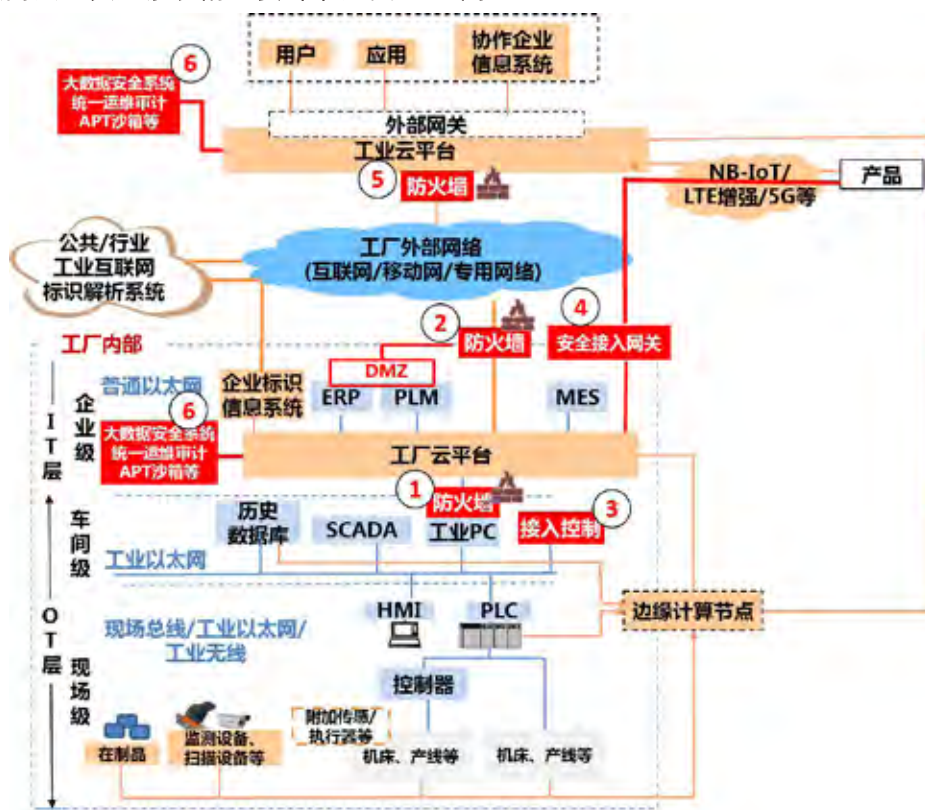 用户
应用
协作企业
信息系统
⑥
大数据安全系统
统一运维审计
APT沙箱等
外部网关
工业云平台
⑤
防火墙
NB-IoT/
LTE增强/5G等
产品
公共/行业
工业互联网
标识解析系统
工厂外部网络
(互联网/移动网/专用网络)
②
防火墙
④
安全接入网关
工厂内部
DMZ
普通以太网
企业标识
信息系统
ERP
PLM
MES
IT层
企业级
⑥
大数据安全系统
统一运维审计
APT沙箱等
工厂云平台
①
防火墙
③
接入控制
历史
数据库
SCADA
工业PC
车间级
工业以太网
HMI
PLC
边缘计算节点
OT层
现场总线/工业以太网/
工业无线
现场级
控制器
在制品
监测设备、
扫描设备等
附加传感/
执行器等
机床、产线等
机床、产线等